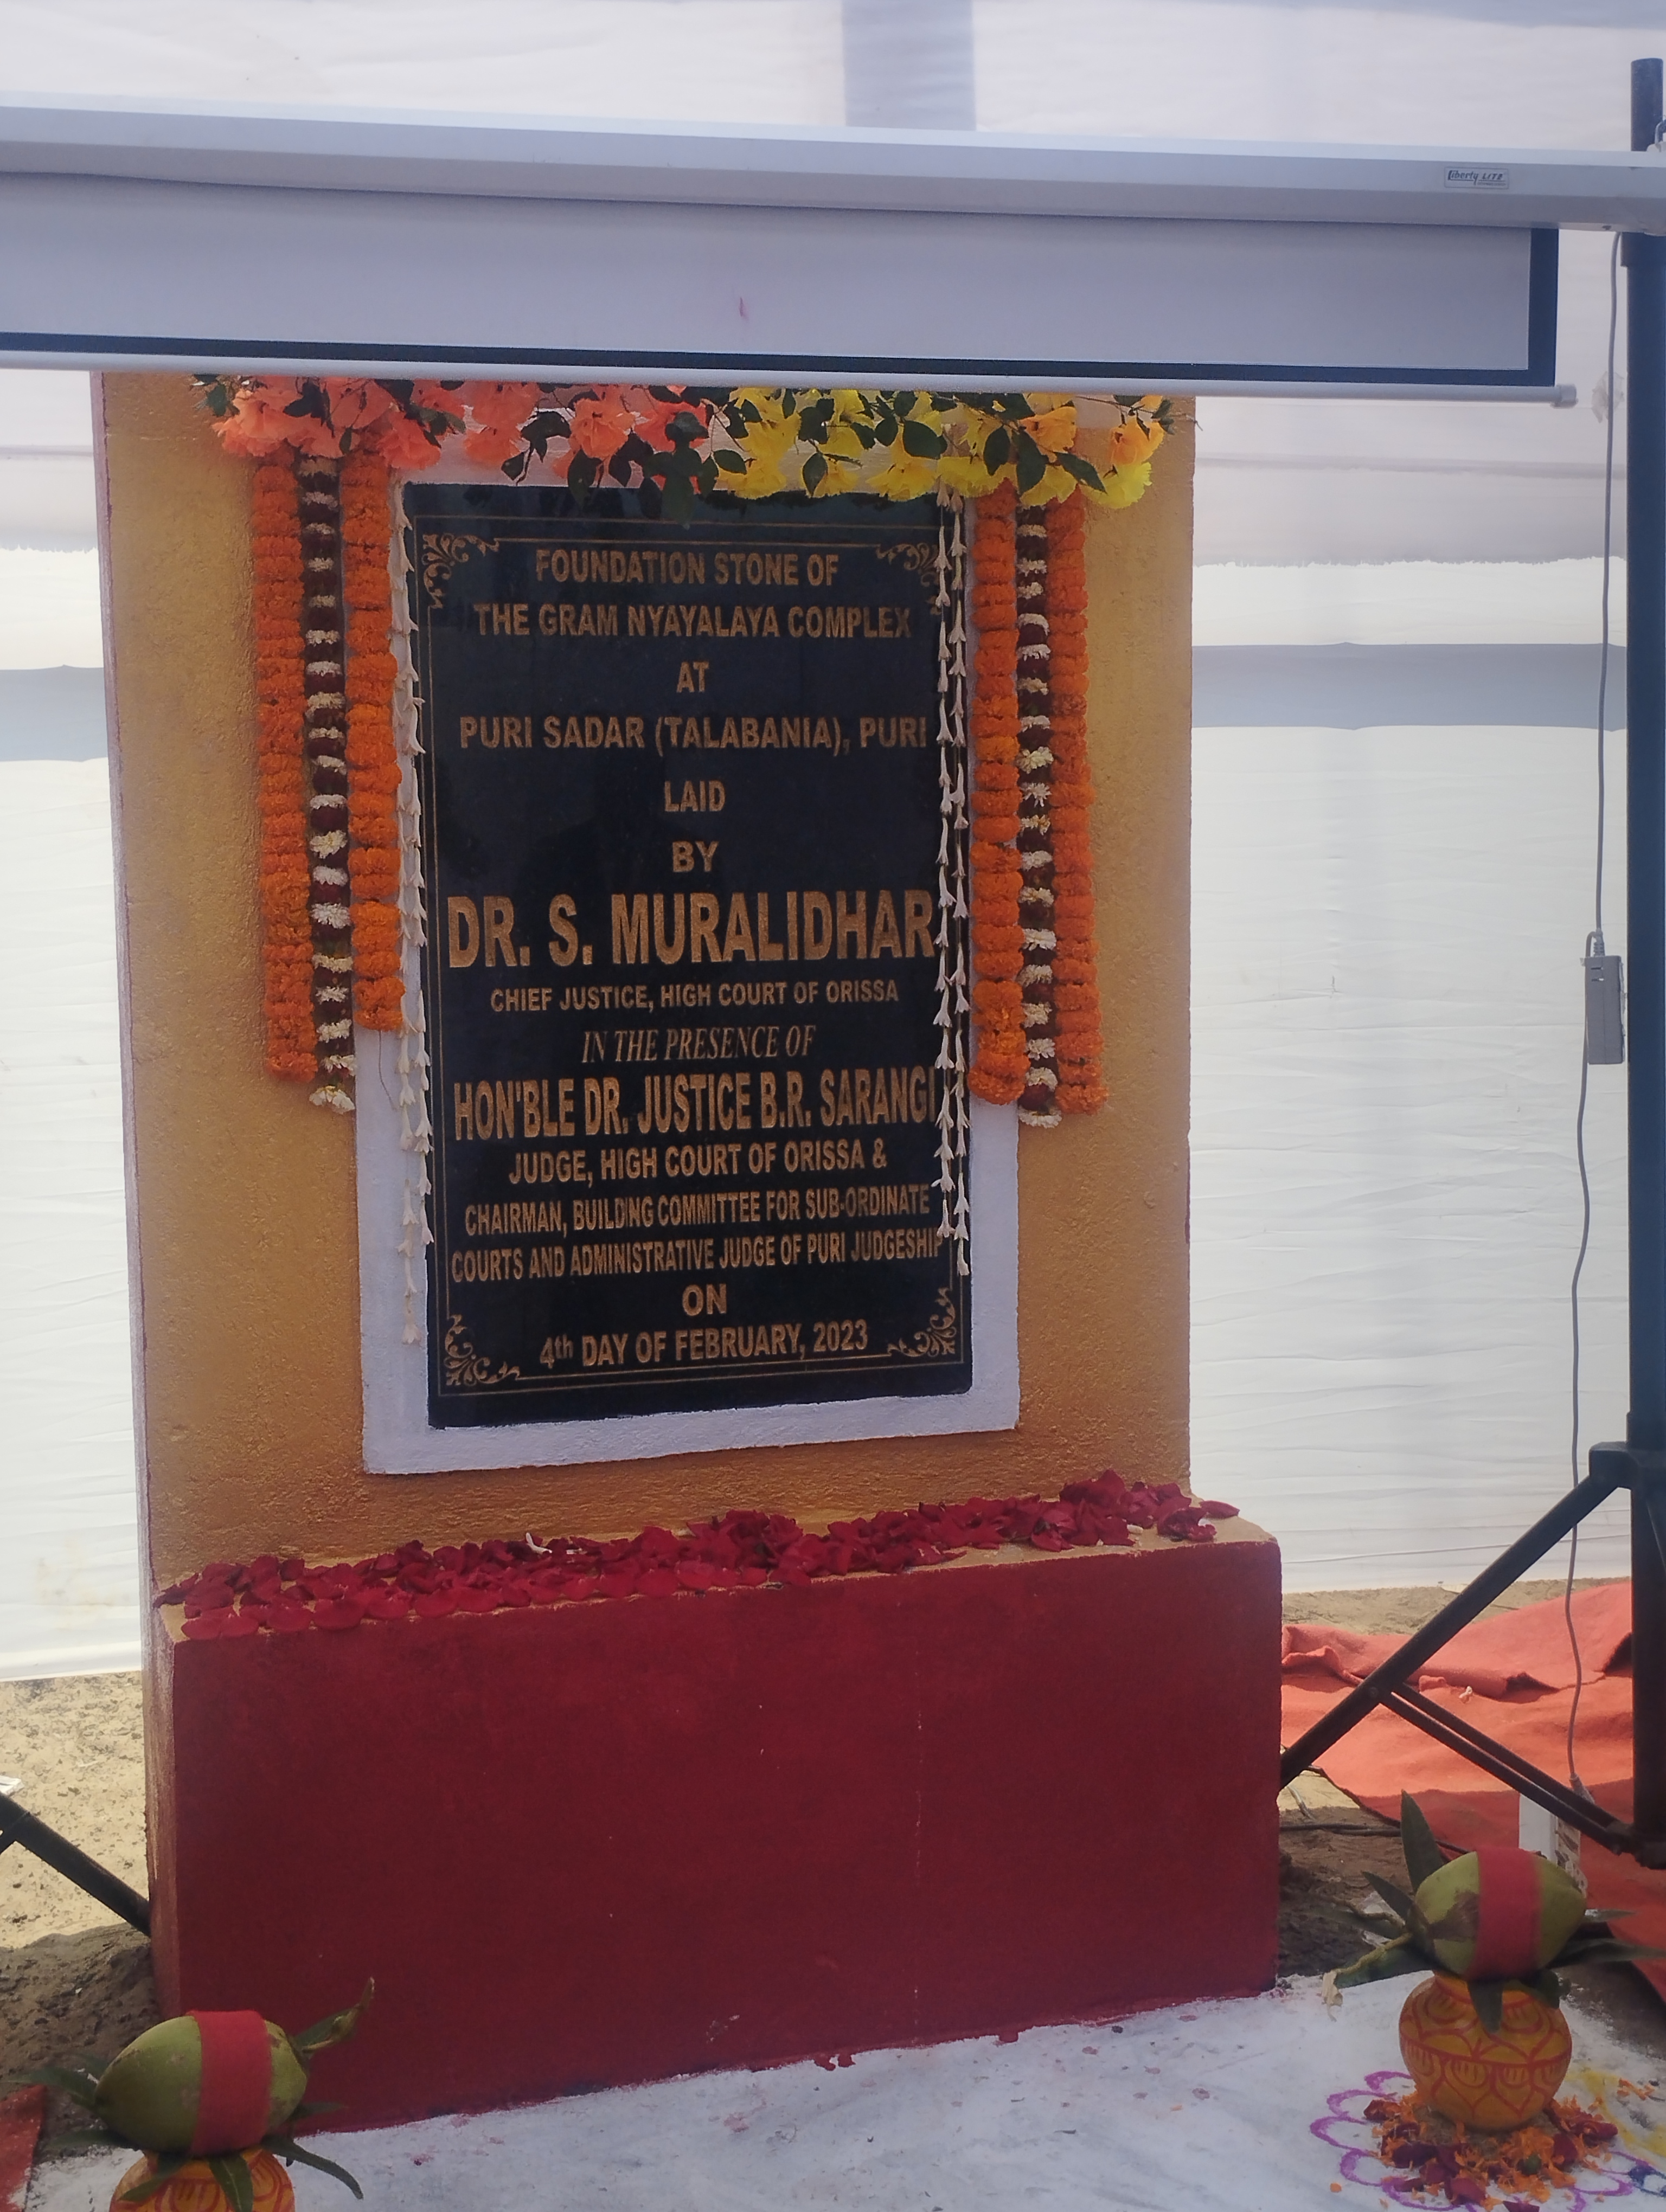 Liberty LITE
FOUNDATION STONE OF
THE GRAM NYAYALAYA COMPLEX
AT
PURI SADAR (TALABANIA), PURI
LAID
BY
DR. S. MURALIDHAR
CHIEF JUSTICE, HIGH COURT OF ORISSA
IN THE PRESENCE OF
HON'BLE DR. JUSTICE B.R. SARANGI
JUDGE, HIGH COURT OF ORISSA &
CHAIRMAN, BUILDING COMMITTEE FOR SUB-ORDINATE
COURTS AND ADMINISTRATIVE JUDGE OF PURI JUDGESHIP
ON
4th DAY OF FEBRUARY, 2023